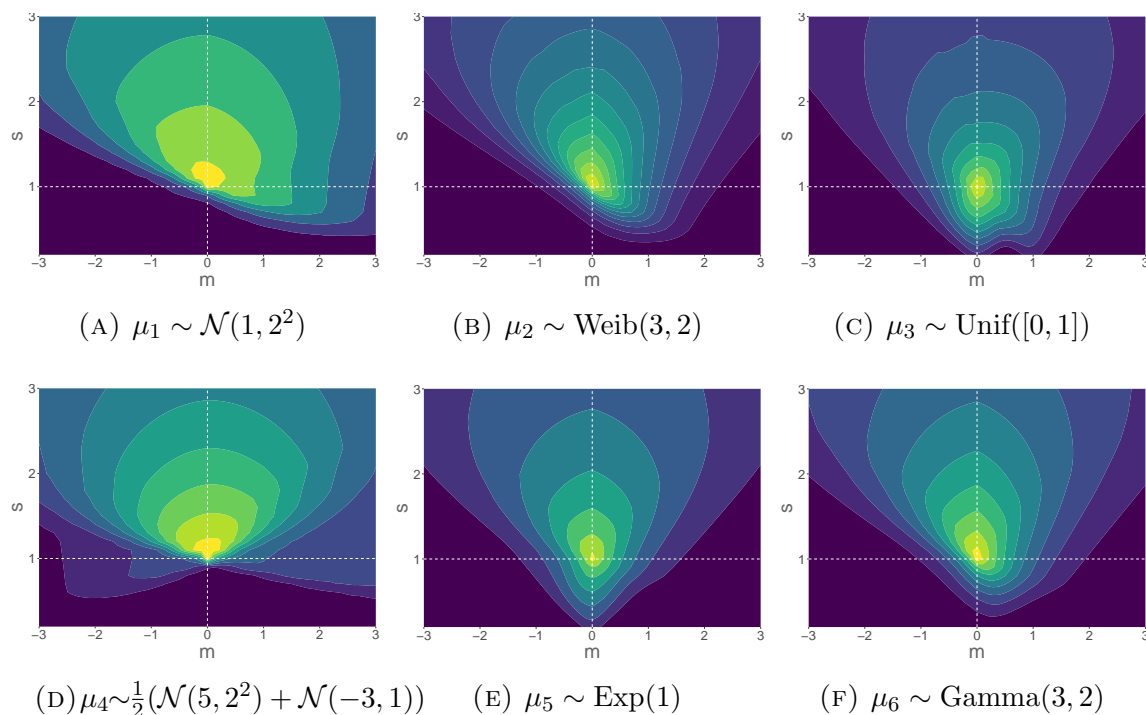 3 3 3
2 2 2
s s s
1 1 1
−3 −2 −1 0 1 2 3 −3 −2 −1 0 1 2 3 −3 −2 −1 0 1 2 3
m m m
(A) μ₁ ∼ 𝒩(1, 2²) (B) μ₂ ∼ Weib(3, 2) (C) μ₃ ∼ Unif([0, 1])
3 3 3
2 2 2
s s s
1 1 1
−3 −2 −1 0 1 2 3 −3 −2 −1 0 1 2 3 −3 −2 −1 0 1 2 3
m m m
(D) μ₄∼½(𝒩(5, 2²) + 𝒩(−3, 1)) (E) μ₅ ∼ Exp(1) (F) μ₆ ∼ Gamma(3, 2)